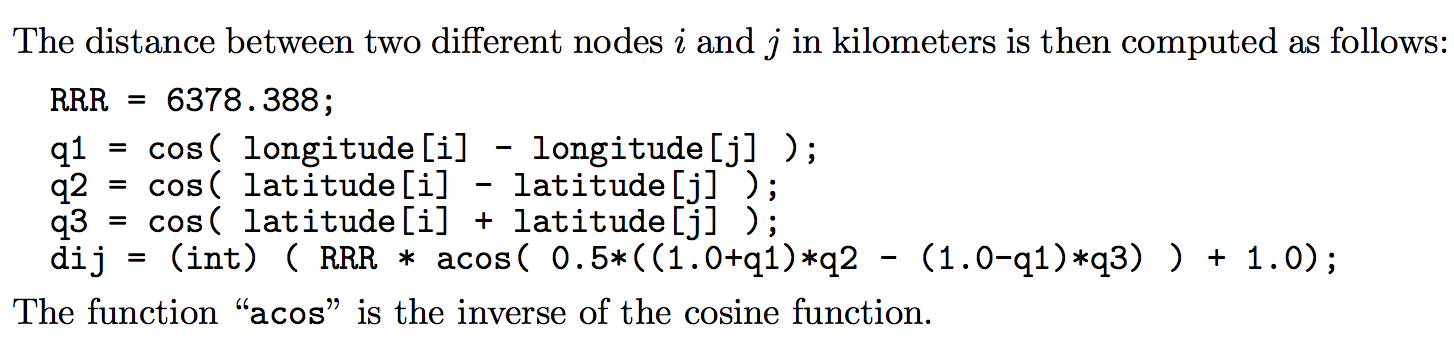 The distance between two different nodes i and j in kilometers is then computed as follows:
RRR = 6378.388;
q1 = cos( longitude[i] - longitude[j] );
q2 = cos( latitude[i] - latitude[j] );
q3 = cos( latitude[i] + latitude[j] );
dij = (int) ( RRR * acos( 0.5*((1.0+q1)*q2 - (1.0-q1)*q3) ) + 1.0);
The function “acos” is the inverse of the cosine function.